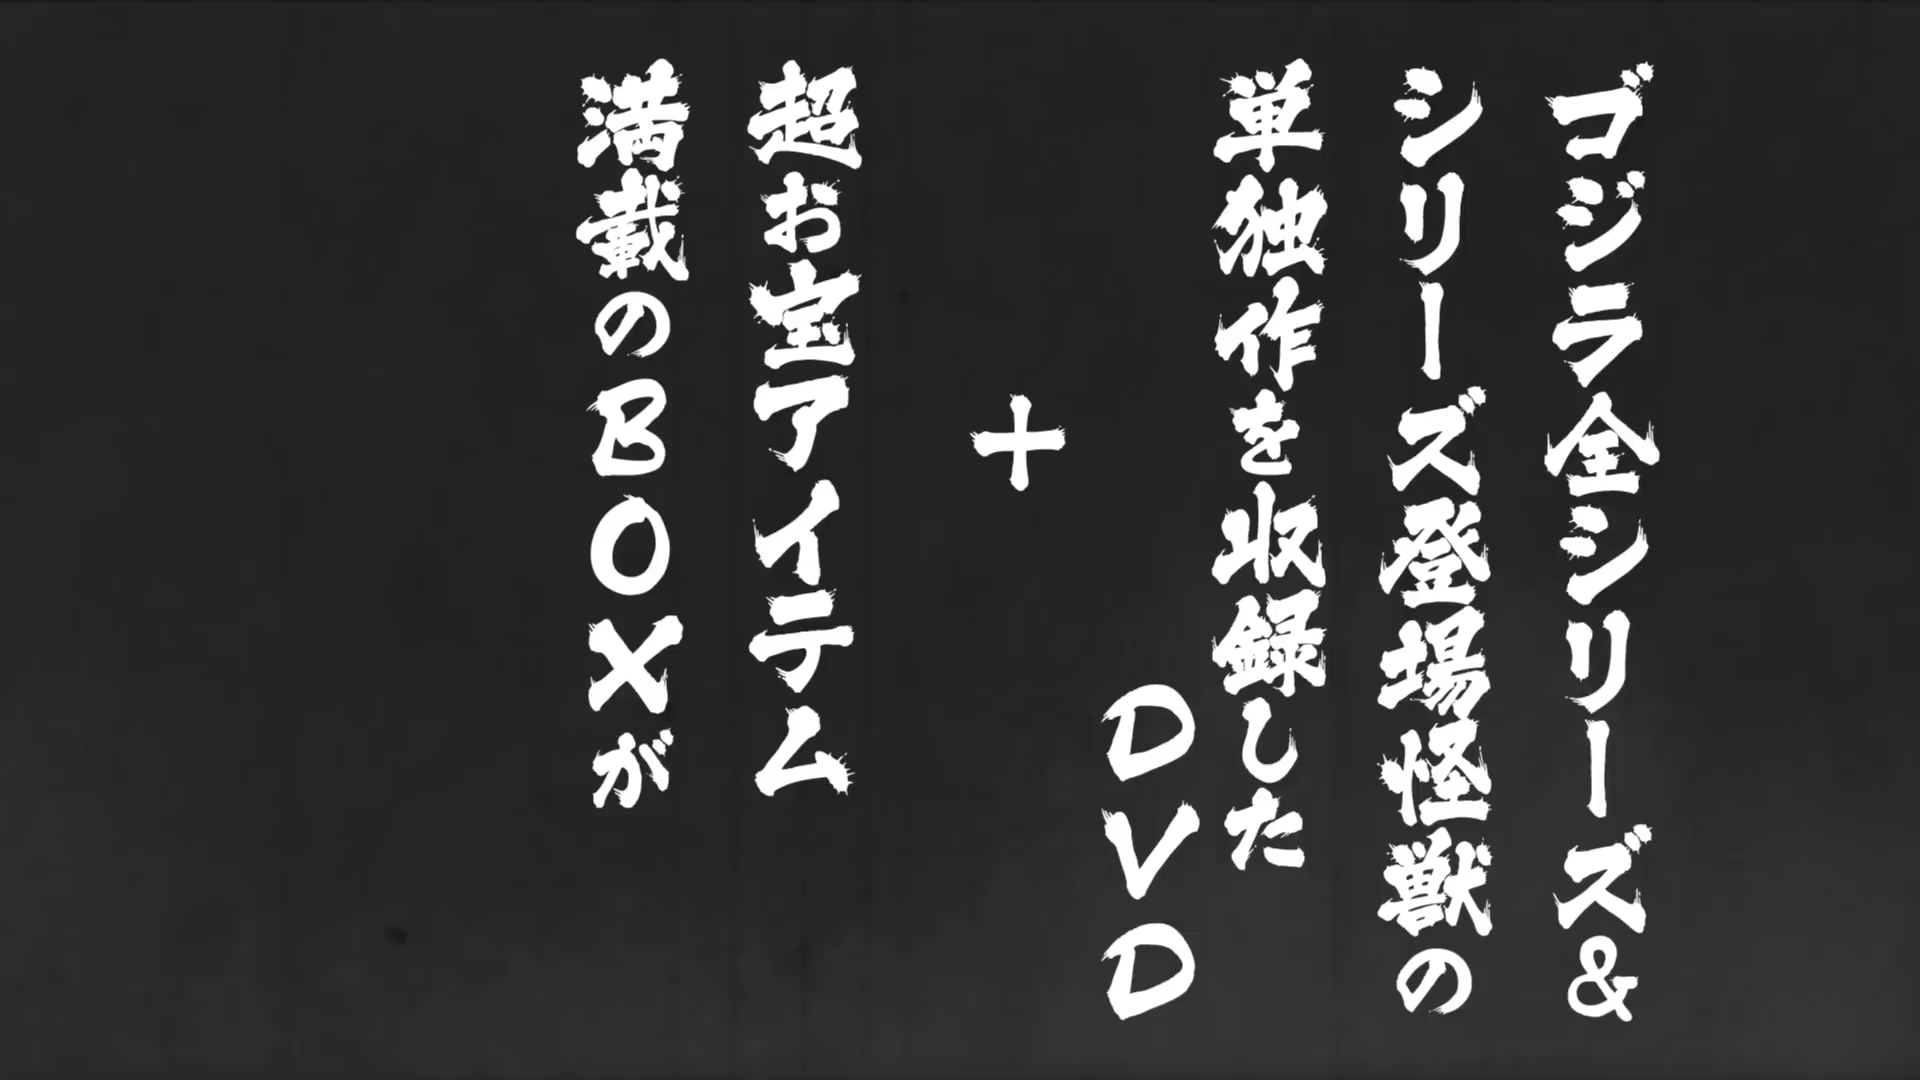 ゴジラ全シリーズ&
シリーズ登場怪獣の
単独作を収録した
DVD
+
超お宝アイテム
満載のBOXが